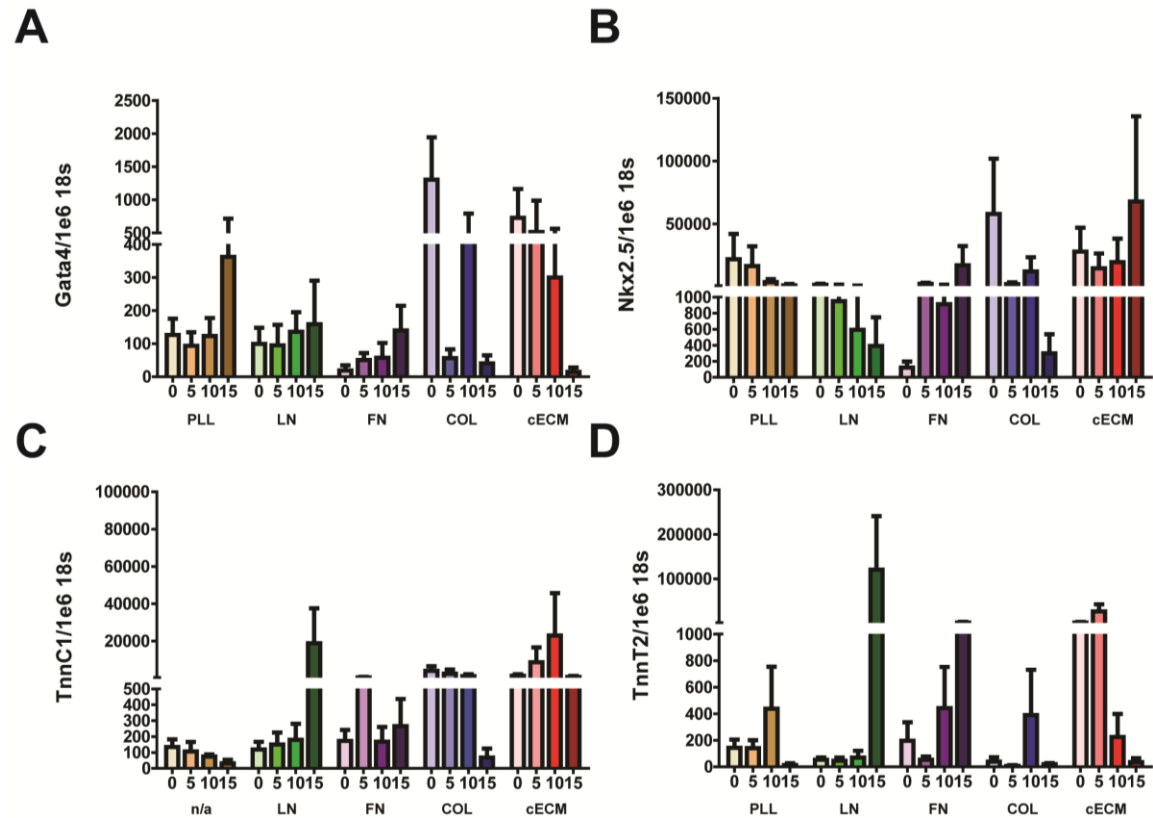 A
B
Gata4/1e6 18s
2500
2000
1500
1000
500
400
300
200
100
0
0 5 10 15 0 5 10 15 0 5 10 15 0 5 10 15 0 5 10 15
PLL LN FN COL cECM
Nkx2.5/1e6 18s
150000
100000
50000
1000
800
600
400
200
0
0 5 10 15 0 5 10 15 0 5 10 15 0 5 10 15 0 5 10 15
PLL LN FN COL cECM
C
D
TnnC1/1e6 18s
100000
80000
60000
40000
20000
500
400
300
200
100
0
0 5 10 15 0 5 10 15 0 5 10 15 0 5 10 15 0 5 10 15
n/a LN FN COL cECM
TnnT2/1e6 18s
300000
200000
100000
1000
800
600
400
200
0
0 5 10 15 0 5 10 15 0 5 10 15 0 5 10 15 0 5 10 15
PLL LN FN COL cECM